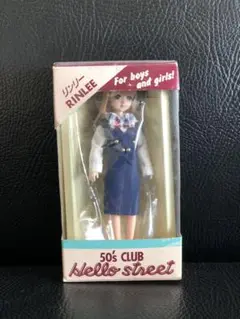 リンリー
RINLEE
For boys
and girls!
50's CLUB
Hello street